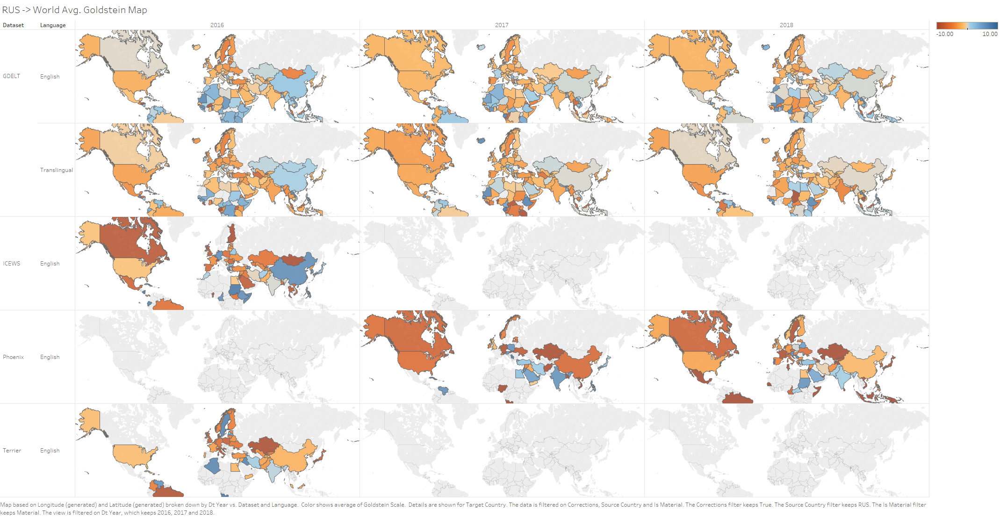 RUS -> World Avg. Goldstein Map
Dataset Language 2016 2017 2018
-10.00 10.00
GDELT English
Translingual
ICEWS English
Phoenix English
Terrier English
Map based on Longitude (generated) and Latitude (generated) broken down by Dt Year vs. Dataset and Language.  Color shows average of Goldstein Scale.  Details are shown for Target Country. The data is filtered on Corrections, Source Country and Is Material. The Corrections filter keeps True. The Source Country filter keeps RUS. The Is Material filter
keeps Material. The view is filtered on Dt Year, which keeps 2016, 2017 and 2018.